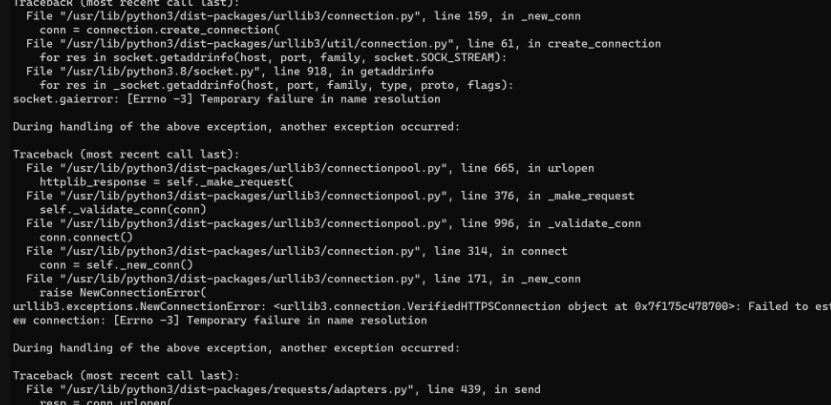 Traceback (most recent call last):
  File "/usr/lib/python3/dist-packages/urllib3/connection.py", line 159, in _new_conn
    conn = connection.create_connection(
  File "/usr/lib/python3/dist-packages/urllib3/util/connection.py", line 61, in create_connection
    for res in socket.getaddrinfo(host, port, family, socket.SOCK_STREAM):
  File "/usr/lib/python3.8/socket.py", line 918, in getaddrinfo
    for res in _socket.getaddrinfo(host, port, family, type, proto, flags):
socket.gaierror: [Errno -3] Temporary failure in name resolution

During handling of the above exception, another exception occurred:

Traceback (most recent call last):
  File "/usr/lib/python3/dist-packages/urllib3/connectionpool.py", line 665, in urlopen
    httplib_response = self._make_request(
  File "/usr/lib/python3/dist-packages/urllib3/connectionpool.py", line 376, in _make_request
    self._validate_conn(conn)
  File "/usr/lib/python3/dist-packages/urllib3/connectionpool.py", line 996, in _validate_conn
    conn.connect()
  File "/usr/lib/python3/dist-packages/urllib3/connection.py", line 314, in connect
    conn = self._new_conn()
  File "/usr/lib/python3/dist-packages/urllib3/connection.py", line 171, in _new_conn
    raise NewConnectionError(
urllib3.exceptions.NewConnectionError: <urllib3.connection.VerifiedHTTPSConnection object at 0x7f175c478700>: Failed to est
ew connection: [Errno -3] Temporary failure in name resolution

During handling of the above exception, another exception occurred:

Traceback (most recent call last):
  File "/usr/lib/python3/dist-packages/requests/adapters.py", line 439, in send
    resp = conn.urlopen(